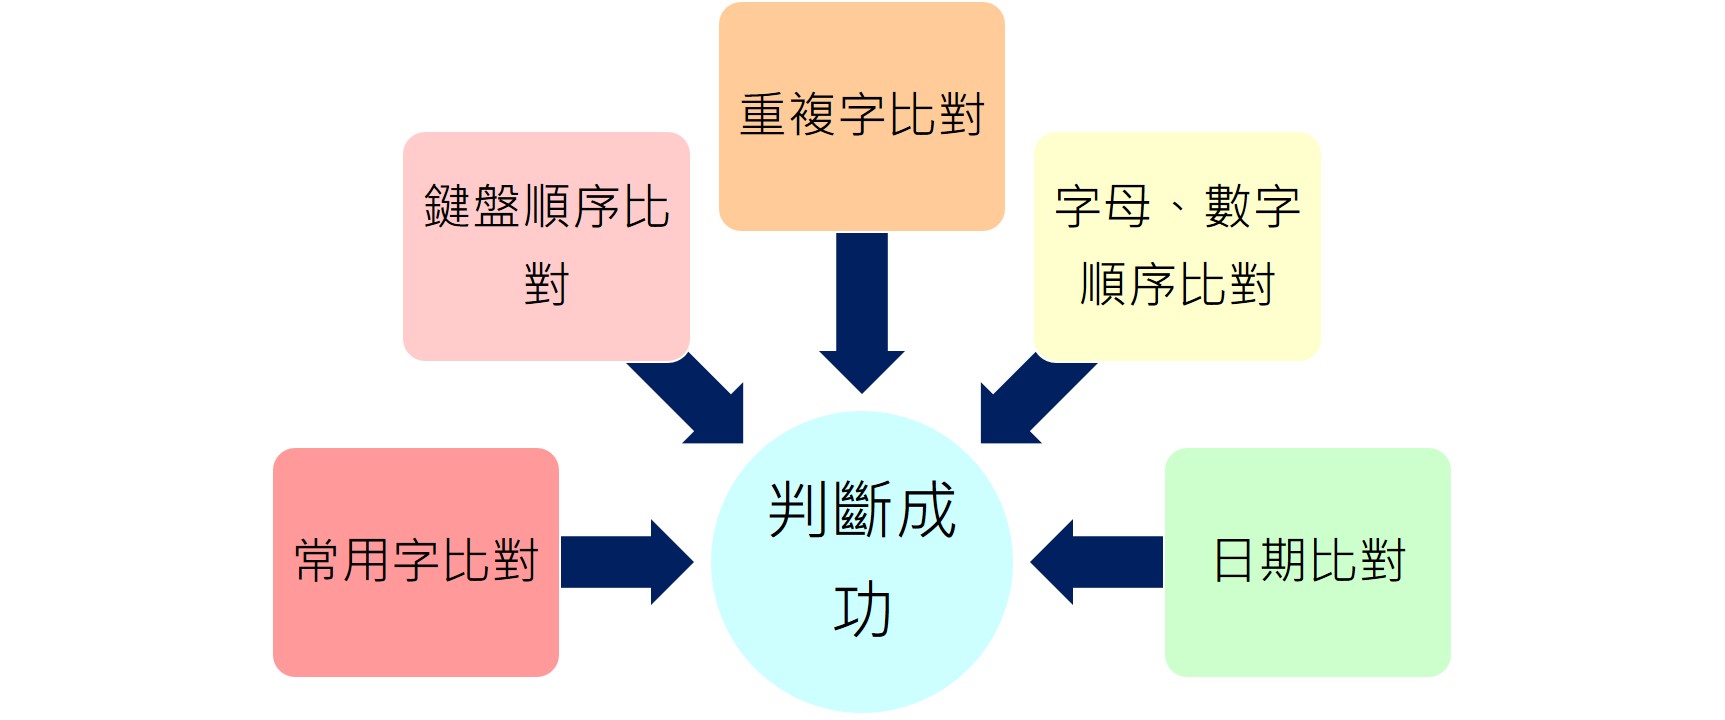 重複字比對
鍵盤順序比
對
字母、數字
順序比對
常用字比對
判斷成
功
日期比對